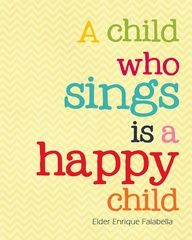 A child
who
sings
is a
happy
child
Elder Enrique Falabella